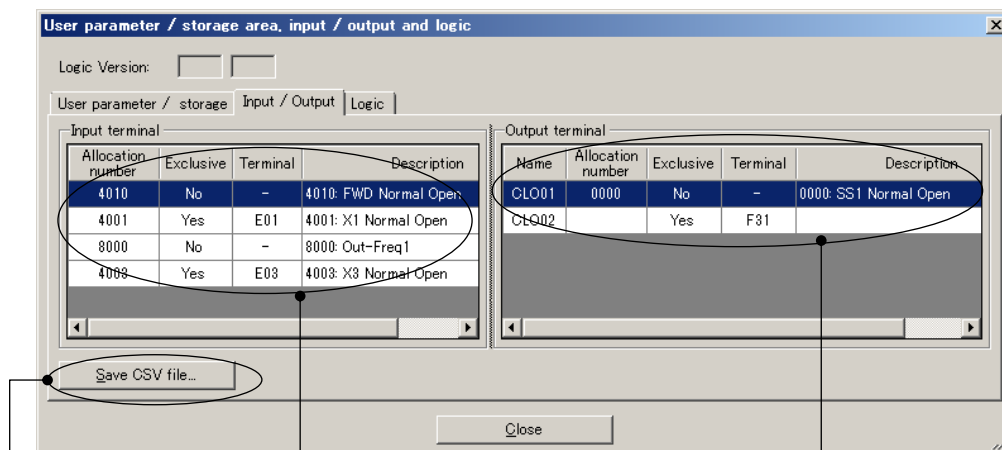 User parameter / storage area, input / output and logic
Logic Version:
User parameter / storage Input / Output Logic
Input terminal
Allocation number Exclusive Terminal Description
4010 No - 4010: FWD Normal Open
4001 Yes E01 4001: X1 Normal Open
8000 No - 8000: Out-Freq1
4003 Yes E03 4003: X3 Normal Open
Output terminal
Name Allocation number Exclusive Terminal Description
CLO01 0000 No - 0000: SS1 Normal Open
CLO02 Yes F31
Save CSV file...
Close